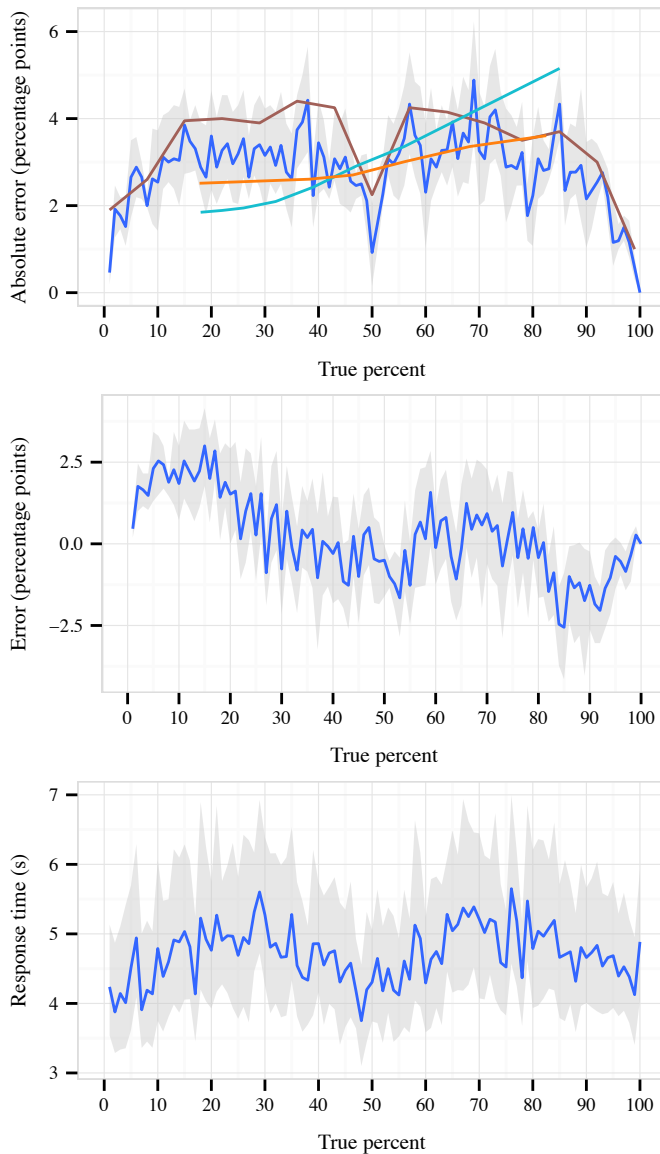 Absolute error (percentage points)
6
4
2
0
0 10 20 30 40 50 60 70 80 90 100
True percent
Error (percentage points)
2.5
0.0
−2.5
0 10 20 30 40 50 60 70 80 90 100
True percent
Response time (s)
7
6
5
4
3
0 10 20 30 40 50 60 70 80 90 100
True percent